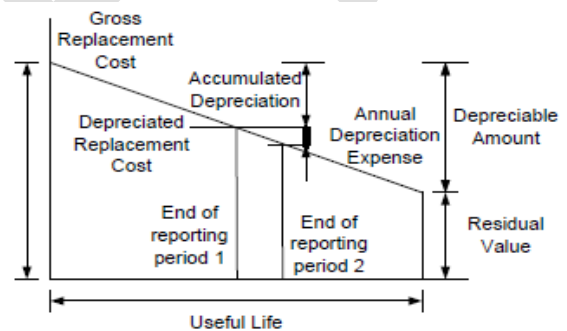 Gross
Replacement
Cost
Accumulated
Depreciation
Depreciated
Replacement
Cost
Annual
Depreciation
Expense
Depreciable
Amount
End of
reporting
period 1
End of
reporting
period 2
Residual
Value
Useful Life